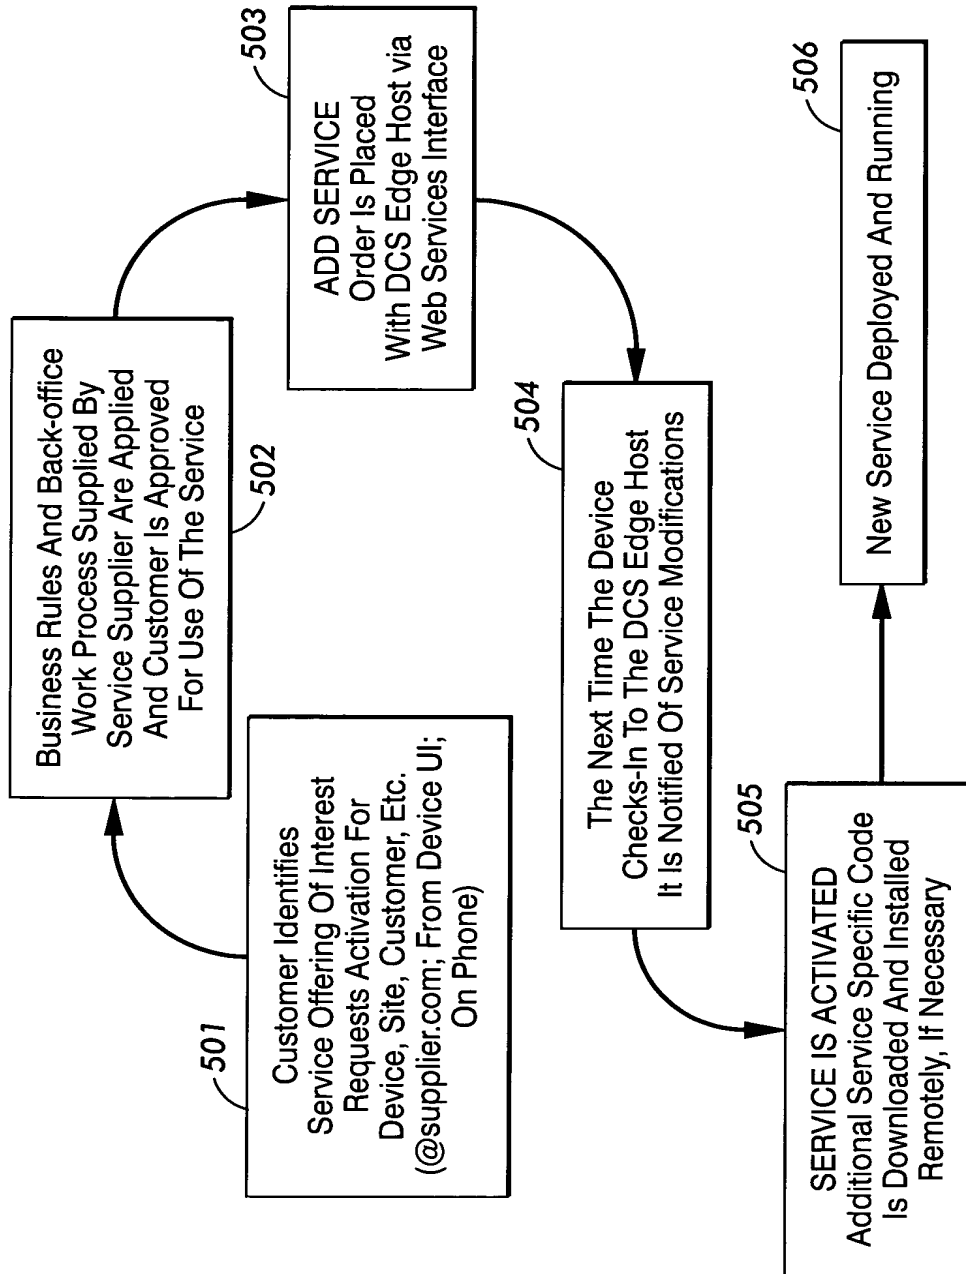 501
Customer Identifies
Service Offering Of Interest
Requests Activation For
Device, Site, Customer, Etc.
(@supplier.com; From Device UI;
On Phone)
Business Rules And Back-office
Work Process Supplied By
Service Supplier Are Applied
And Customer Is Approved
For Use Of The Service
502
503
ADD SERVICE
Order Is Placed
With DCS Edge Host via
Web Services Interface
504
The Next Time The Device
Checks-In To The DCS Edge Host
It Is Notified Of Service Modifications
505
SERVICE IS ACTIVATED
Additional Service Specific Code
Is Downloaded And Installed
Remotely, If Necessary
506
New Service Deployed And Running